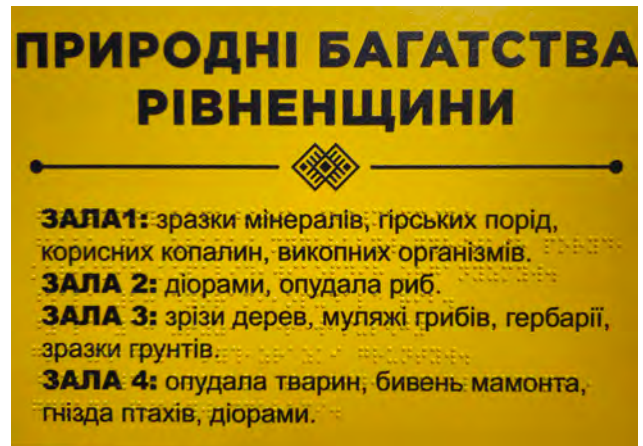 ПРИРОДНІ БАГАТСТВА
РІВНЕНЩИНИ
ЗАЛА1: зразки мінералів, гірських порід,
корисних копалин, викопних організмів.
ЗАЛА 2: діорами, опудала риб.
ЗАЛА 3: зрізи дерев, муляжі грибів, гербарії,
зразки грунтів.
ЗАЛА 4: опудала тварин, бивень мамонта,
гнізда птахів, діорами.